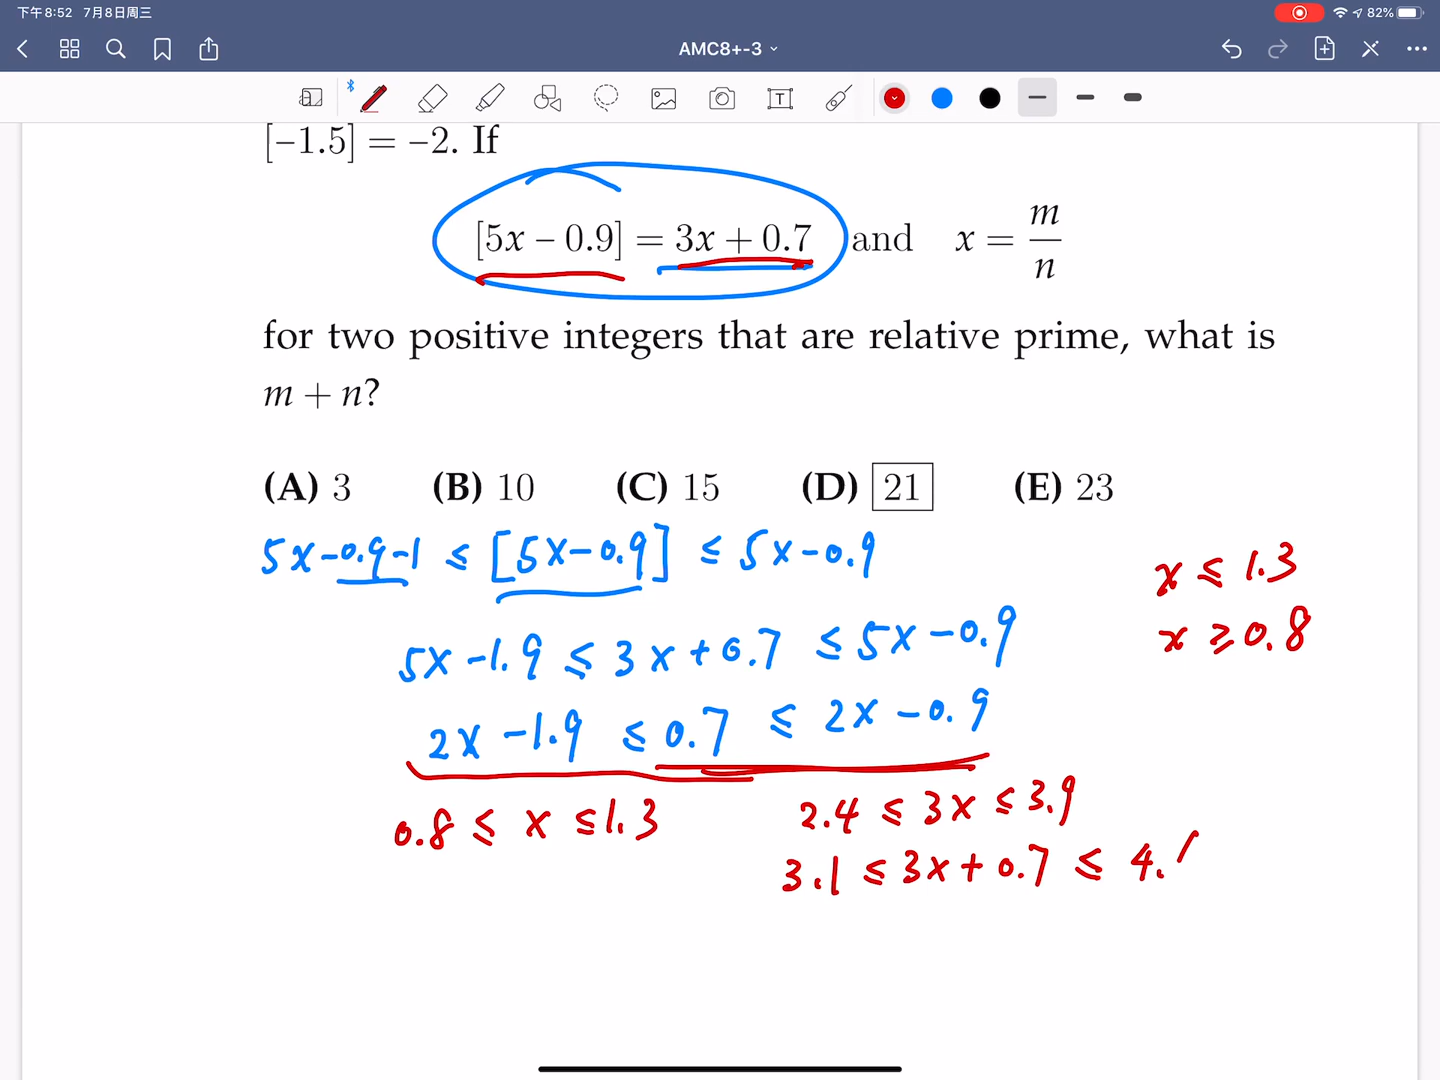 下午8:52 7月8日周三
82%
AMC8+-3
[−1.5] = −2. If
[5x − 0.9] = 3x + 0.7 and x = m/n
for two positive integers that are relative prime, what is
m + n?
(A) 3 (B) 10 (C) 15 (D) 21 (E) 23
5x-0.9-1 ≤ [5x-0.9] ≤ 5x-0.9
x ≤ 1.3
x ≥ 0.8
5x-1.9 ≤ 3x+0.7 ≤ 5x-0.9
2x-1.9 ≤ 0.7 ≤ 2x-0.9
0.8 ≤ x ≤ 1.3
2.4 ≤ 3x ≤ 3.9
3.1 ≤ 3x+0.7 ≤ 4.